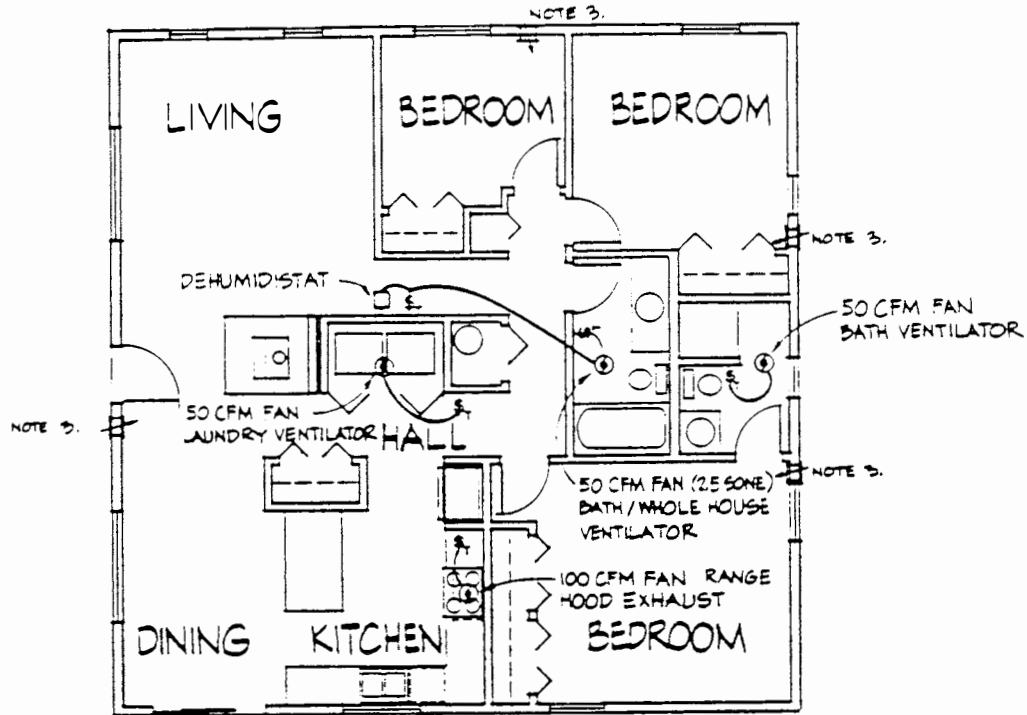 NOTE 3.
LIVING
BEDROOM
BEDROOM
NOTE 3.
DEHUMIDISTAT
50 CFM FAN
BATH VENTILATOR
50 CFM FAN
LAUNDRY VENTILATOR
HALL
NOTE 3.
50 CFM FAN (25 SONE)
BATH/WHOLE HOUSE
VENTILATOR
NOTE 3.
100 CFM FAN RANGE
HOOD EXHAUST
DINING
KITCHEN
BEDROOM